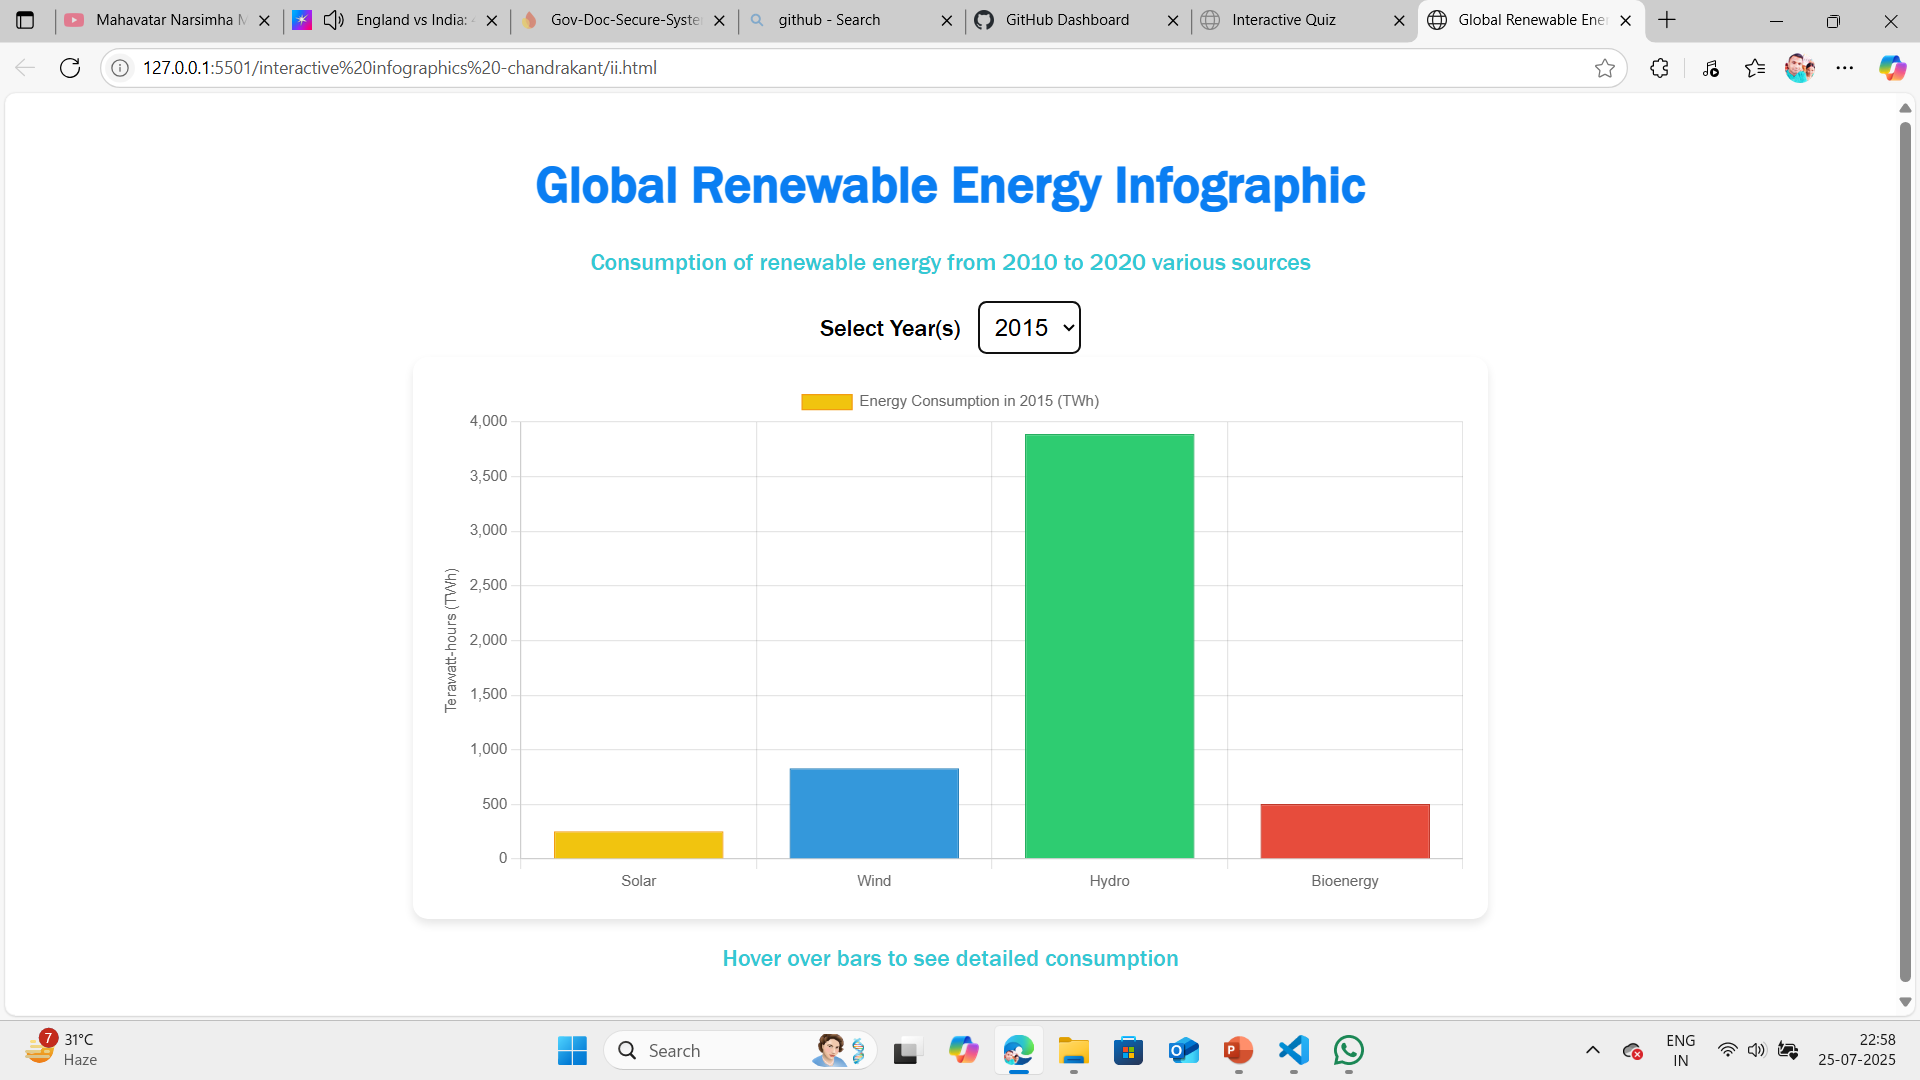 Mahavatar Narsimha M
England vs India: 4
Gov-Doc-Secure-Syste
github - Search
GitHub Dashboard
Interactive Quiz
Global Renewable Ener
127.0.0.1:5501/interactive%20infographics%20-chandrakant/ii.html
Global Renewable Energy Infographic
Consumption of renewable energy from 2010 to 2020 various sources
Select Year(s) 2015
Energy Consumption in 2015 (TWh)
Terawatt-hours (TWh)
4,000
3,500
3,000
2,500
2,000
1,500
1,000
500
0
Solar Wind Hydro Bioenergy
Hover over bars to see detailed consumption
7
31°C
Haze
Search
ENG
IN
22:58
25-07-2025